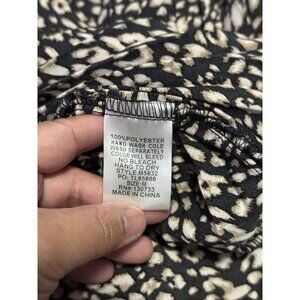 100%POLYESTER
HAND WASH COLD
WASH SEPARATELY
COLOR WILL BLEED
NO BLEACH
HANG TO DRY
STYLE:M5832
PO:TL65898
SIZE:M
RN#:130733
MADE IN CHINA